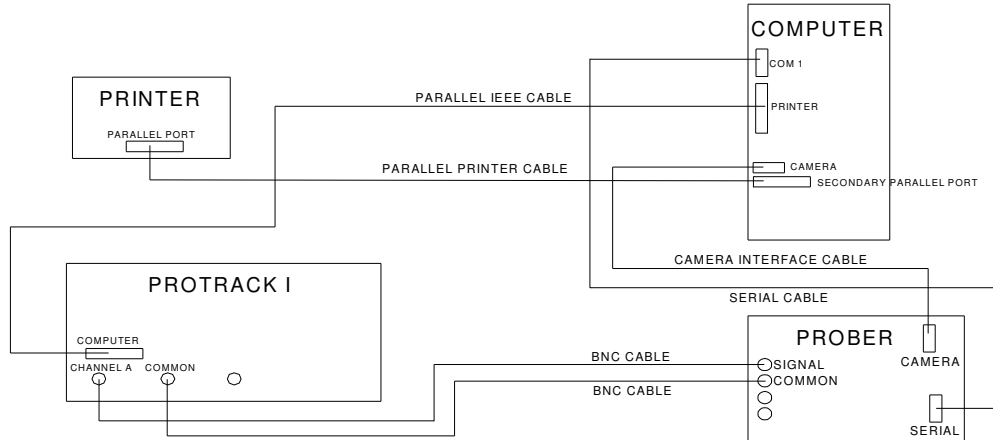 COMPUTER
COM 1
PRINTER
PARALLEL IEEE CABLE
PRINTER
PARALLEL PORT
PARALLEL PRINTER CABLE
CAMERA
SECONDARY PARALLEL PORT
CAMERA INTERFACE CABLE
PROTRACK I
SERIAL CABLE
PROBER
COMPUTER
CHANNEL A
COMMON
BNC CABLE
SIGNAL
CAMERA
COMMON
BNC CABLE
SERIAL